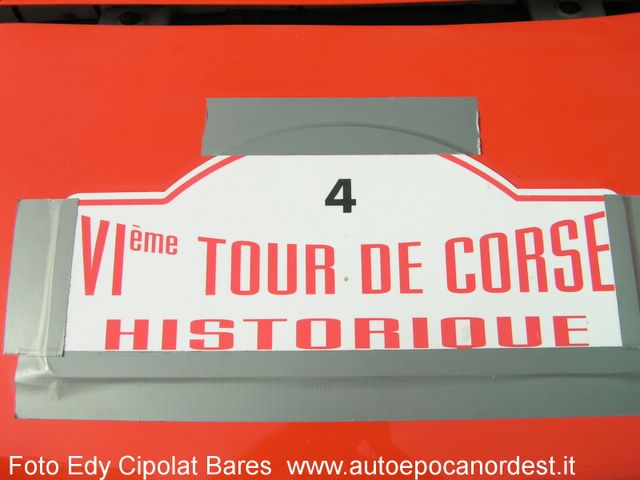 4
VIème TOUR DE CORSE
HISTORIQUE
Foto Edy Cipolat Bares www.autoepocanordest.it